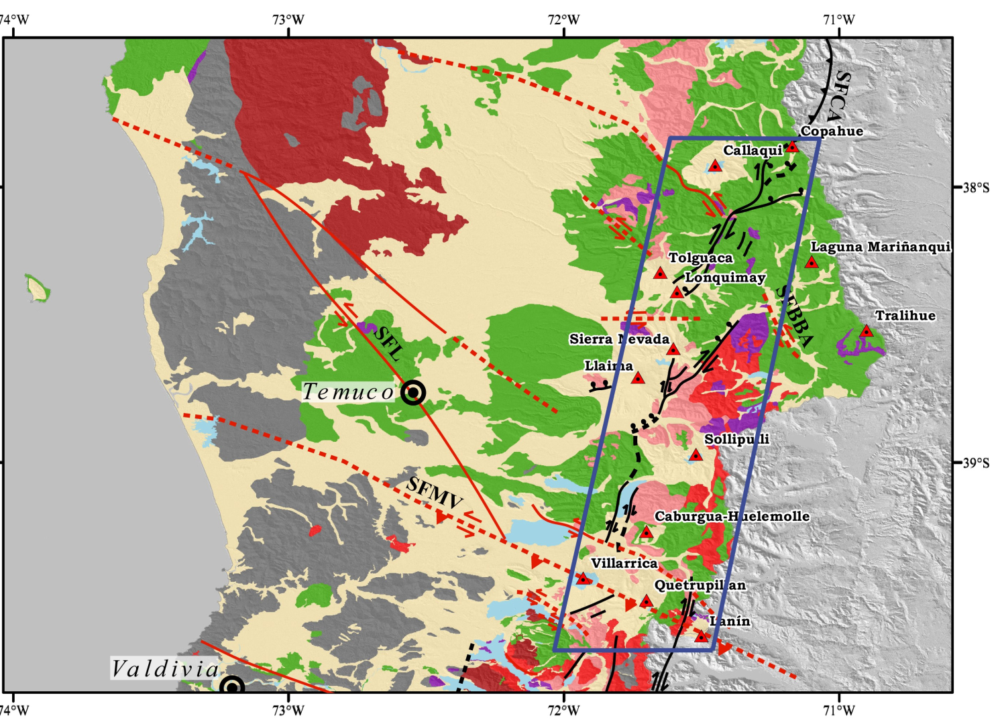 74°W 73°W 72°W 71°W
SFCA
Copahue
Callaqui
38°S
Laguna Mariñanqui
Tolguaca
Lonquimay
SFBBA
Tralihue
Sierra Nevada
SFL
Llaima
Temuco
Sollipulli
39°S
SFMV
Caburgua-Huelemolle
Villarrica
Quetrupillan
Lanín
Valdivia
74°W 73°W 72°W 71°W